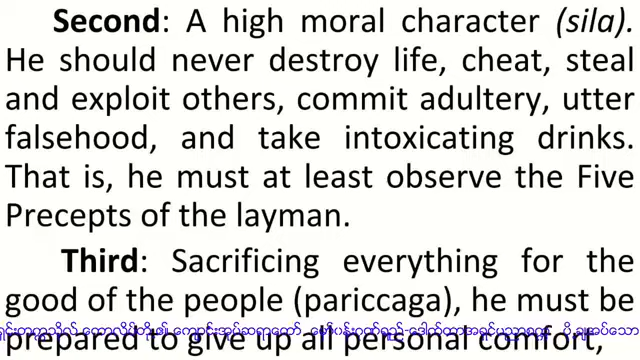 Second: A high moral character (sila).
He should never destroy life, cheat, steal
and exploit others, commit adultery, utter
falsehood, and take intoxicating drinks.
That is, he must at least observe the Five
Precepts of the layman.
Third: Sacrificing everything for the
good of the people (pariccaga), he must be
prepared to give up all personal comfort,